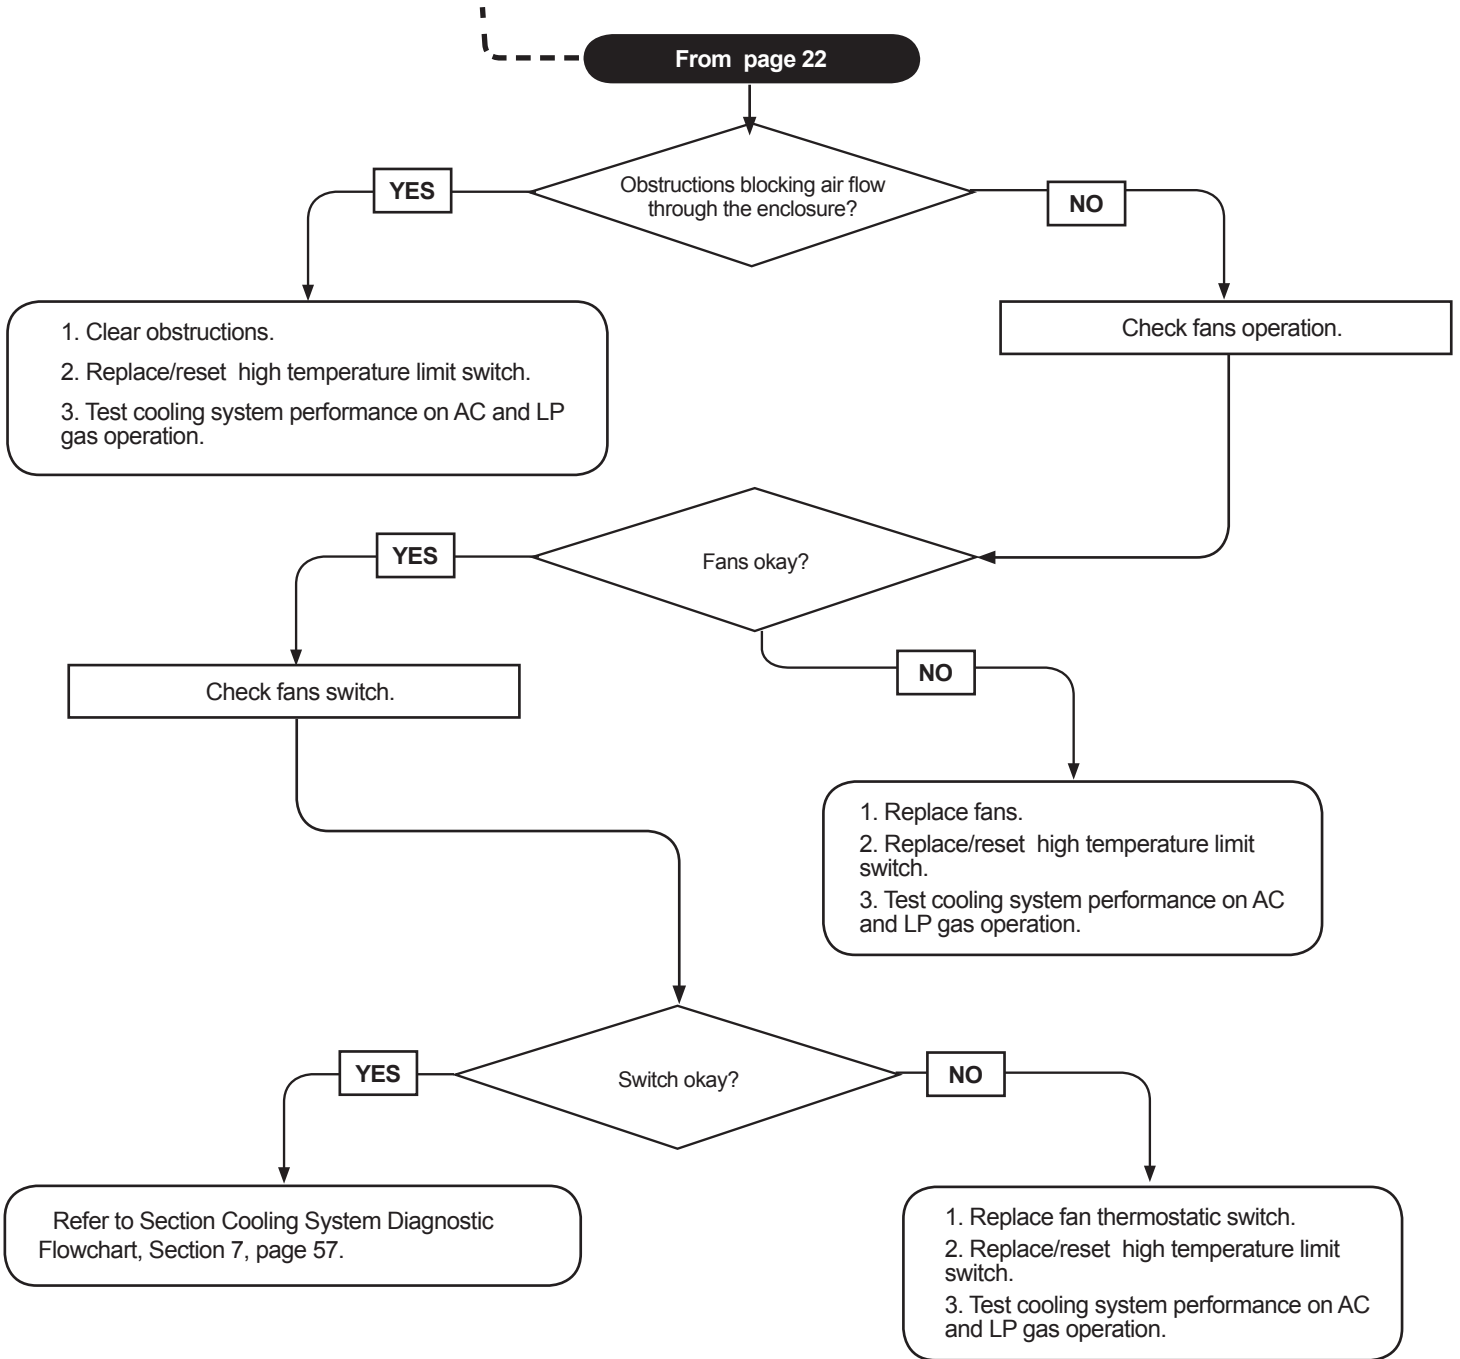 From page 22
Obstructions blocking air flow
through the enclosure?
YES
NO
1. Clear obstructions.
2. Replace/reset high temperature limit switch.
3. Test cooling system performance on AC and LP
gas operation.
Check fans operation.
Fans okay?
YES
NO
Check fans switch.
1. Replace fans.
2. Replace/reset high temperature limit
switch.
3. Test cooling system performance on AC
and LP gas operation.
Switch okay?
YES
NO
Refer to Section Cooling System Diagnostic
Flowchart, Section 7, page 57.
1. Replace fan thermostatic switch.
2. Replace/reset high temperature limit
switch.
3. Test cooling system performance on AC
and LP gas operation.